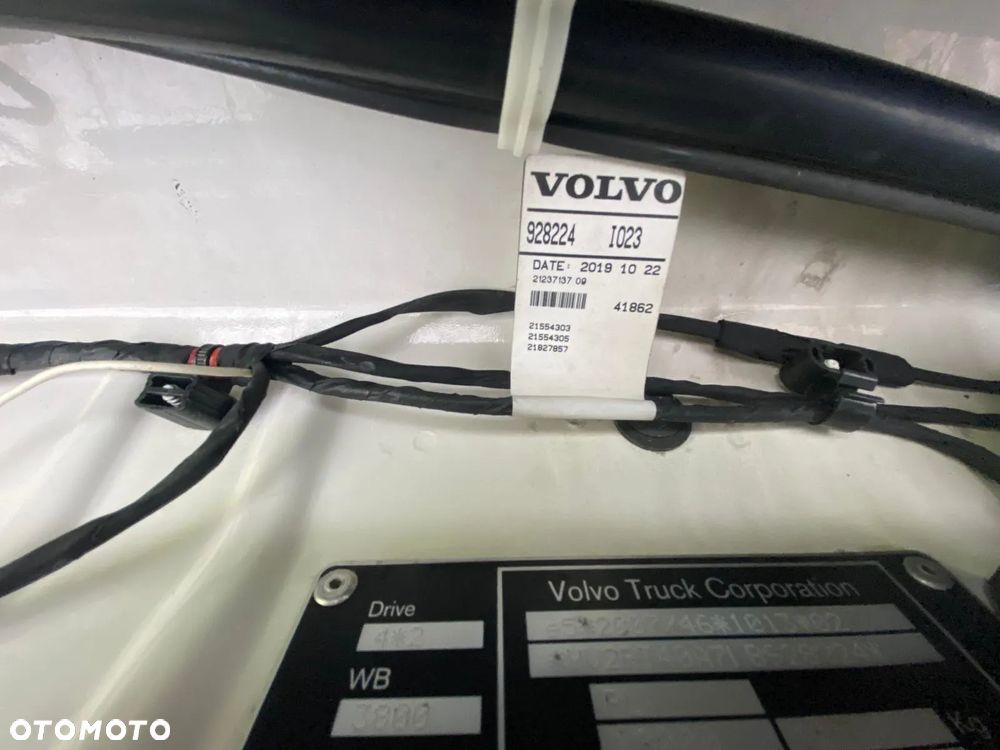 VOLVO
928224 I023
DATE: 2019 10 22
21237137 09
41862
21554303
21554305
21827857
Drive
4*2
WB
3800
Volvo Truck Corporation
Kg
OTOMOTO